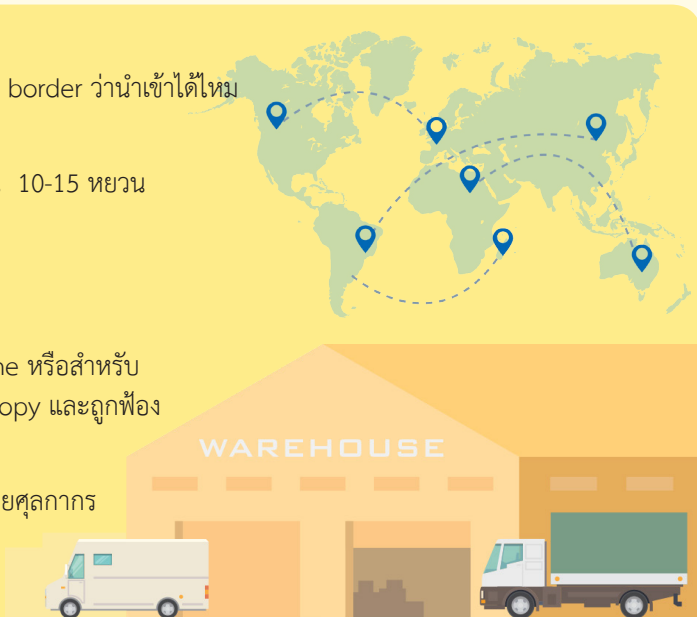 border ว่านำเข้าได้ไหม
10-15 หยวน
ne หรือสำหรับ
opy และถูกฟ้อง
ยศุลกากร
WAREHOUSE